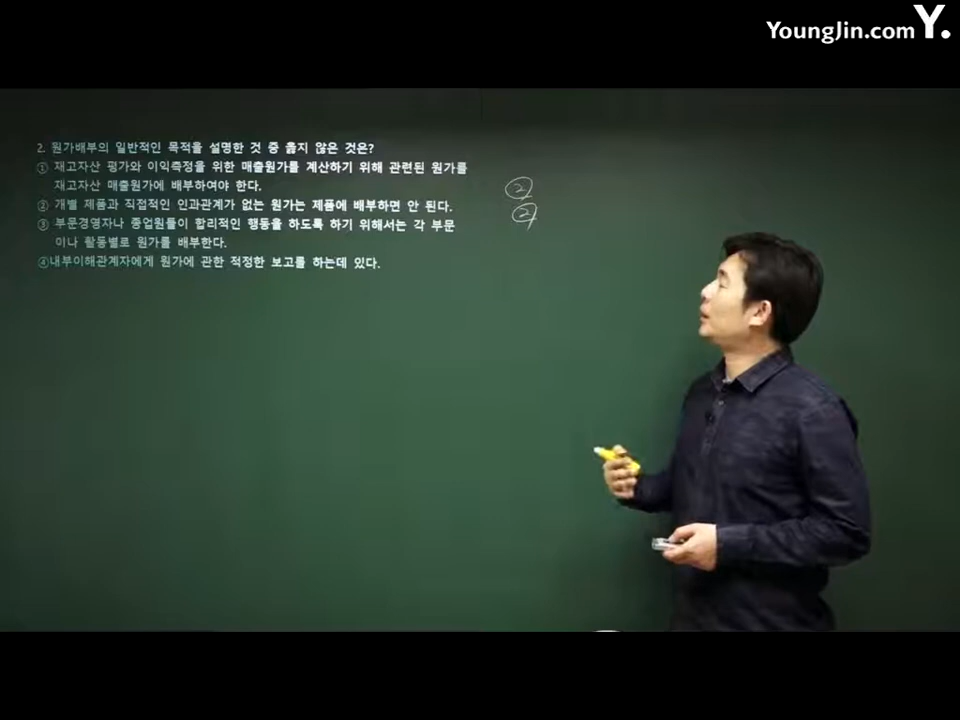 YoungJin.com Y.
2. 원가배부의 일반적인 목적을 설명한 것 중 옳지 않은 것은?
① 재고자산 평가와 이익측정을 위한 매출원가를 계산하기 위해 관련된 원가를
재고자산 매출원가에 배부하여야 한다.
② 개별 제품과 직접적인 인과관계가 없는 원가는 제품에 배부하면 안 된다.
③ 부문경영자나 종업원들이 합리적인 행동을 하도록 하기 위해서는 각 부문
이나 활동별로 원가를 배부한다.
④내부이해관계자에게 원가에 관한 적정한 보고를 하는데 있다.
②
②